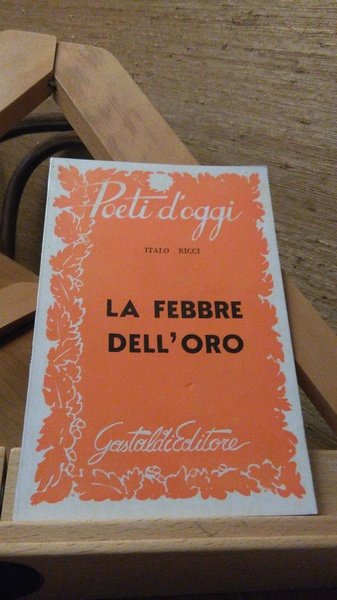 Poeti d'oggi
ITALO RICCI
LA FEBBRE
DELL'ORO
Gastaldi Editore